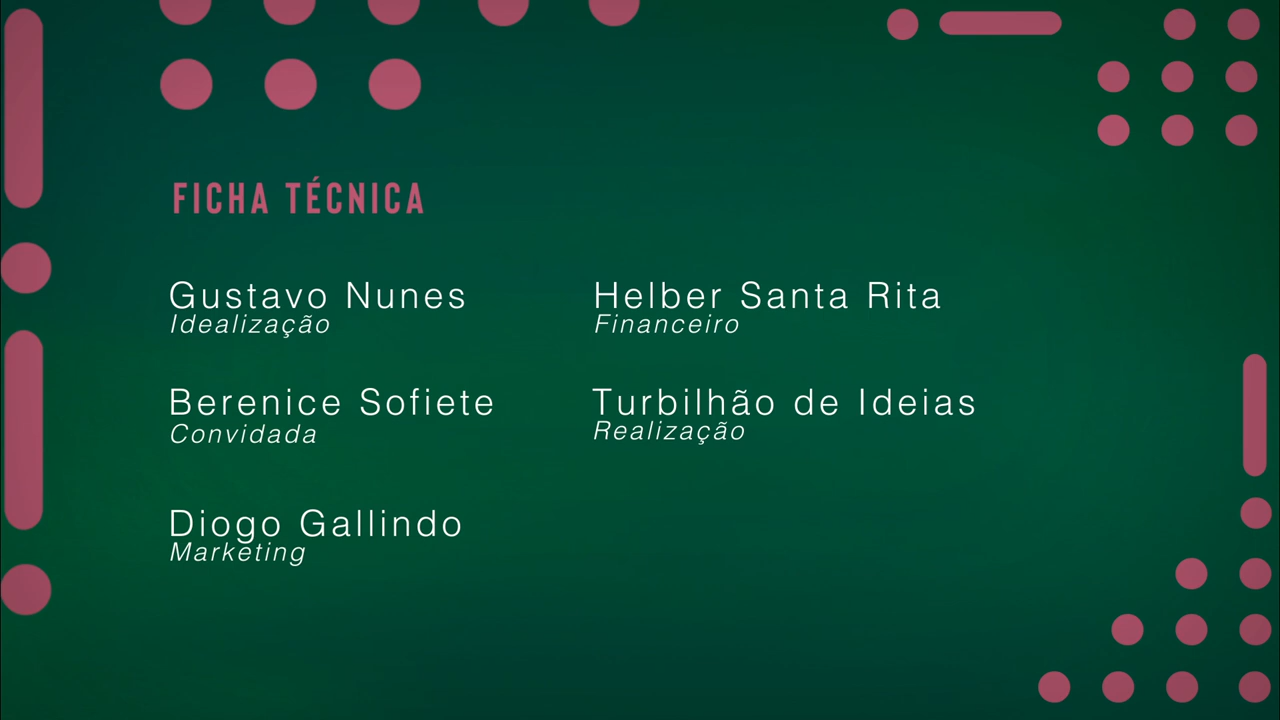 FICHA TÉCNICA
Gustavo Nunes
Idealização
Berenice Sofiete
Convidada
Diogo Gallindo
Marketing
Helber Santa Rita
Financeiro
Turbilhão de Ideias
Realização